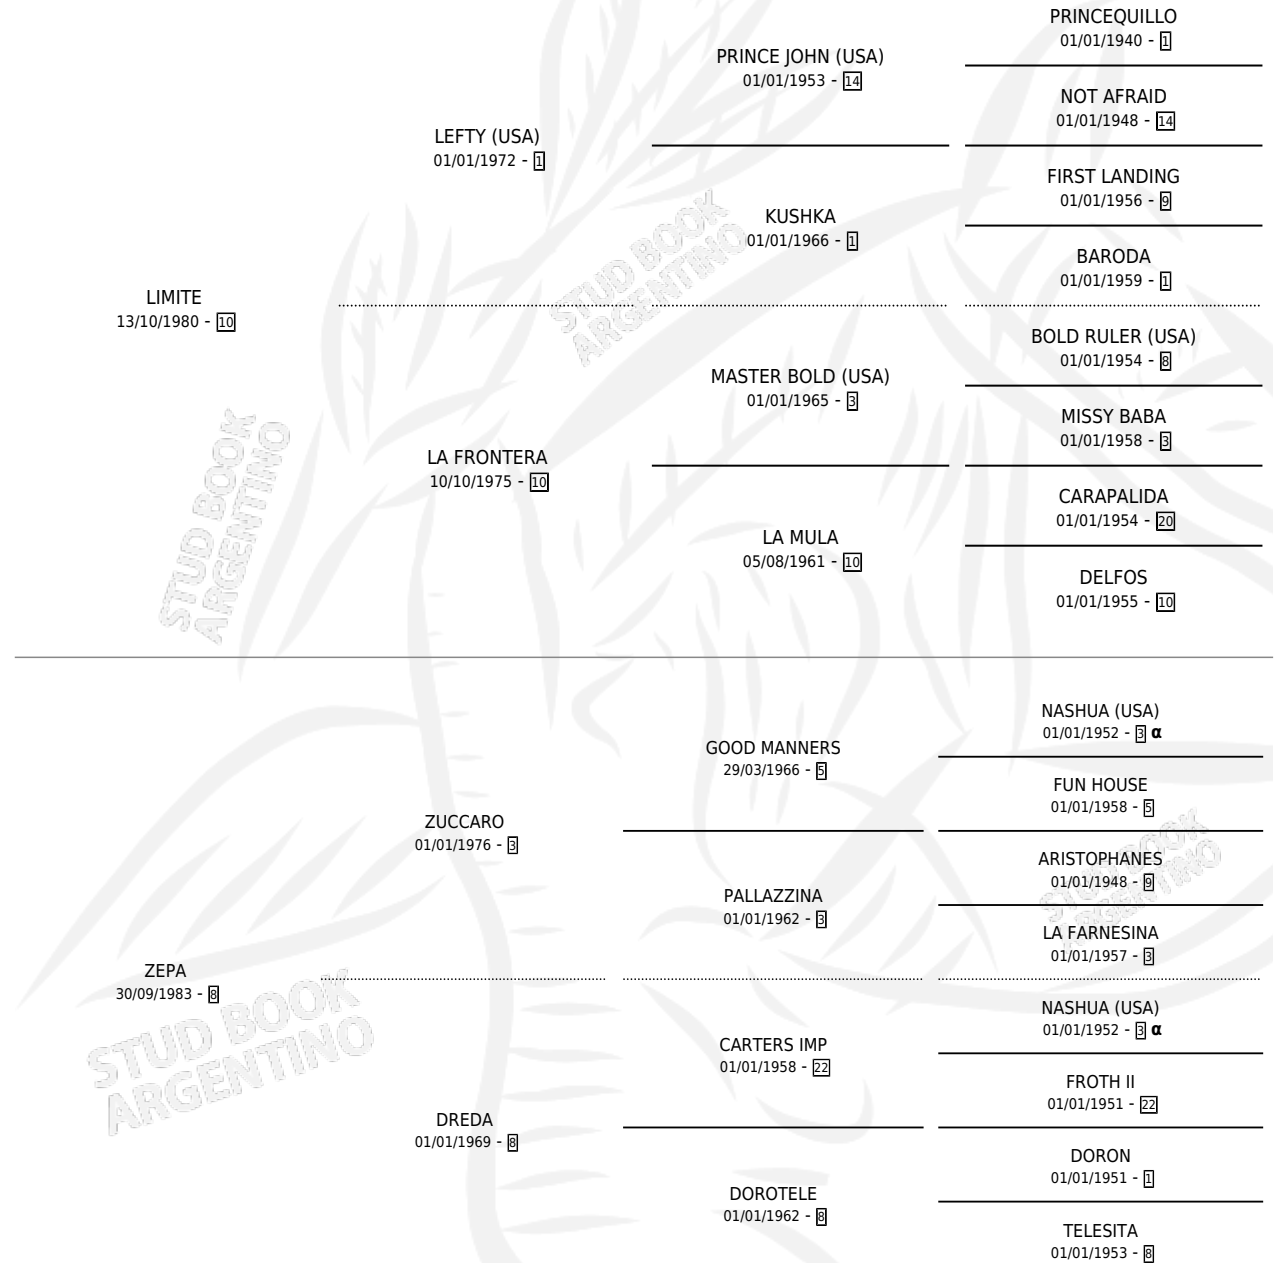 PRINCEQUILLO
01/01/1940 - 1
PRINCE JOHN (USA)
01/01/1953 - 14
NOT AFRAID
01/01/1948 - 14
LEFTY (USA)
01/01/1972 - 1
FIRST LANDING
01/01/1956 - 9
KUSHKA
01/01/1966 - 1
BARODA
01/01/1959 - 1
LIMITE
13/10/1980 - 10
BOLD RULER (USA)
01/01/1954 - 8
MASTER BOLD (USA)
01/01/1965 - 3
MISSY BABA
01/01/1958 - 3
LA FRONTERA
10/10/1975 - 10
CARAPALIDA
01/01/1954 - 20
LA MULA
05/08/1961 - 10
DELFOS
01/01/1955 - 10
NASHUA (USA)
01/01/1952 - 3 α
GOOD MANNERS
29/03/1966 - 5
FUN HOUSE
01/01/1958 - 5
ZUCCARO
01/01/1976 - 3
ARISTOPHANES
01/01/1948 - 9
PALLAZZINA
01/01/1962 - 3
LA FARNESINA
01/01/1957 - 3
ZEPA
30/09/1983 - 8
NASHUA (USA)
01/01/1952 - 3 α
CARTERS IMP
01/01/1958 - 22
FROTH II
01/01/1951 - 22
DREDA
01/01/1969 - 8
DORON
01/01/1951 - 1
DOROTELE
01/01/1962 - 8
TELESITA
01/01/1953 - 8
STUD BOOK
ARGENTINO
STUD BOOK
ARGENTINO
STUD BOOK
ARGENTINO
STUD BOOK
ARGENTINO